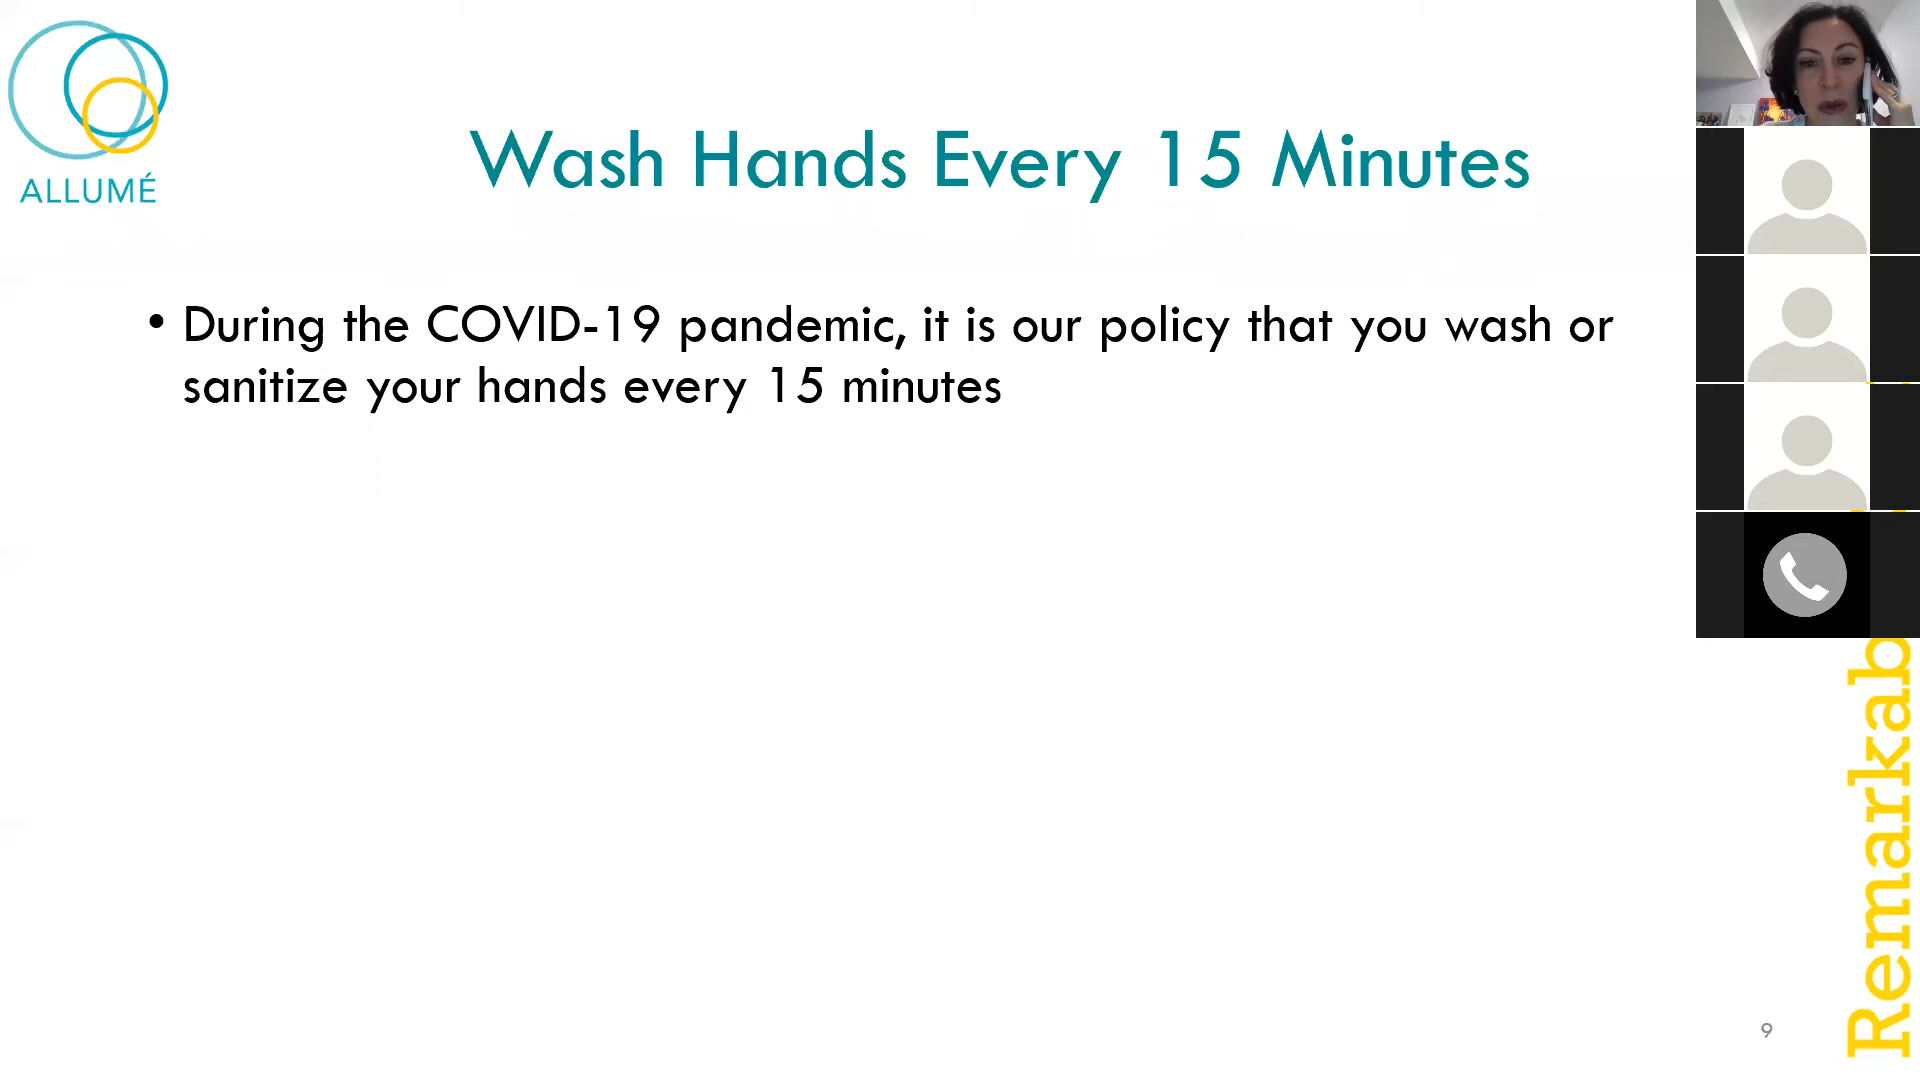 ALLUMÉ
Wash Hands Every 15 Minutes
• During the COVID-19 pandemic, it is our policy that you wash or
sanitize your hands every 15 minutes
Remarkab
9